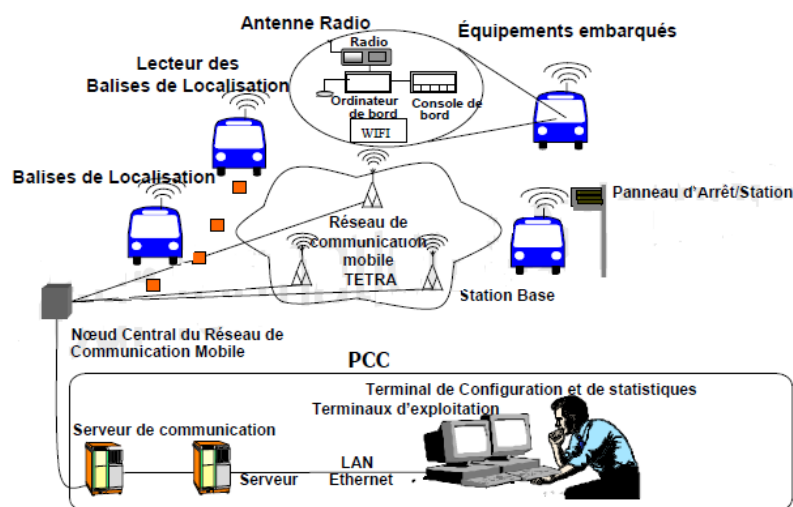 Antenne Radio
Équipements embarqués
Radio
Lecteur des
Balises de Localisation
Ordinateur
de bord
Console de
bord
WIFI
Balises de Localisation
Panneau d'Arrêt/Station
Réseau de
communication
mobile
TETRA
Station Base
Nœud Central du Réseau de
Communication Mobile
PCC
Terminal de Configuration et de statistiques
Terminaux d'exploitation
Serveur de communication
LAN
Serveur
Ethernet